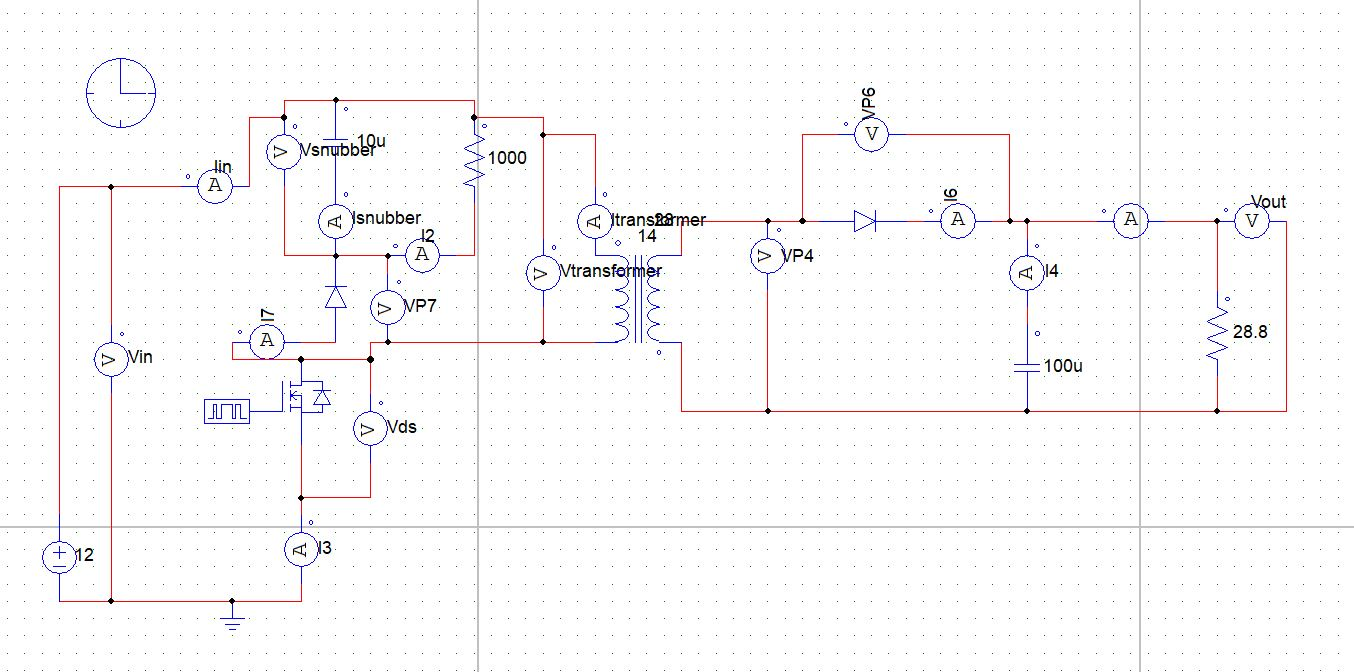 VP6
10u
Vsnubber
1000
Iin
A
I6
Vout
V
Isnubber
Itransformer
28
14
I2
VP4
Vtransformer
I4
VP7
I7
28.8
Vin
100u
Vds
12
I3